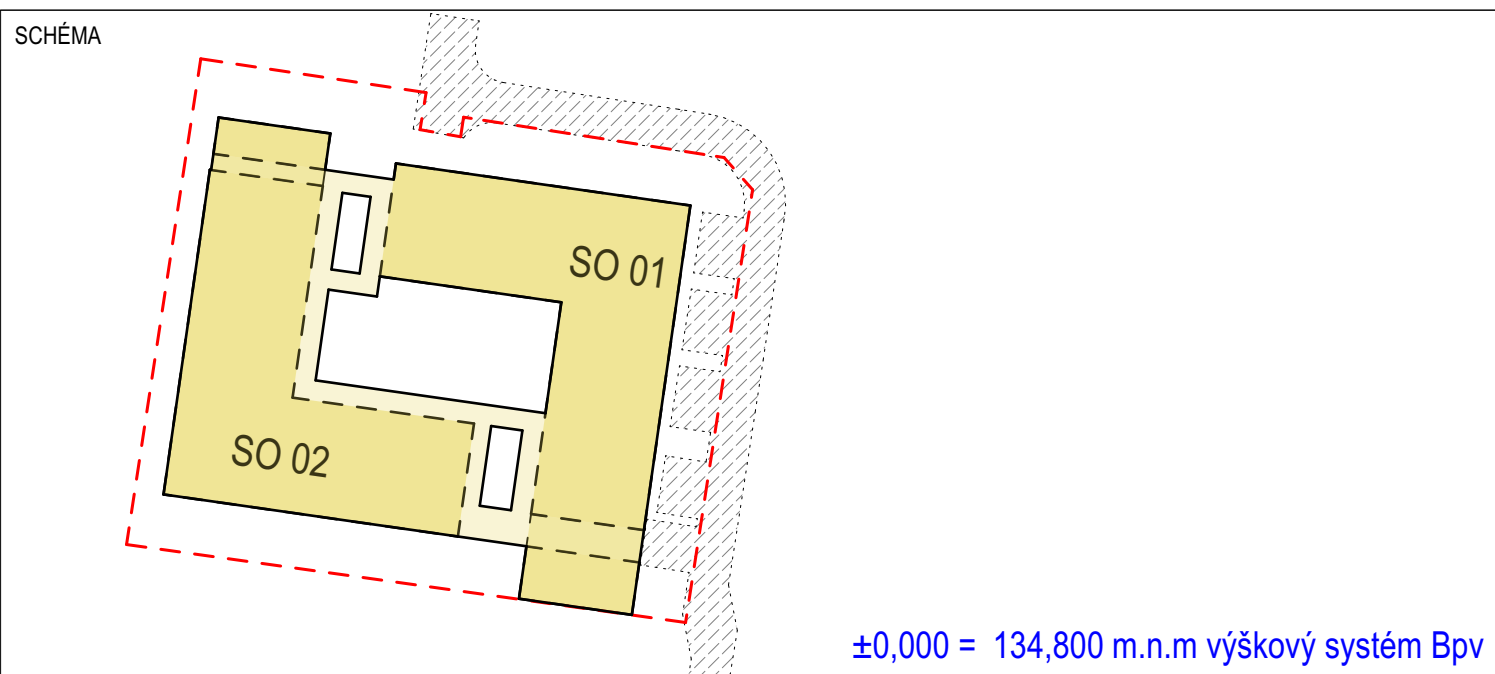 SCHÉMA
SO 01
SO 02
±0,000 = 134,800 m.n.m výškový systém Bpv